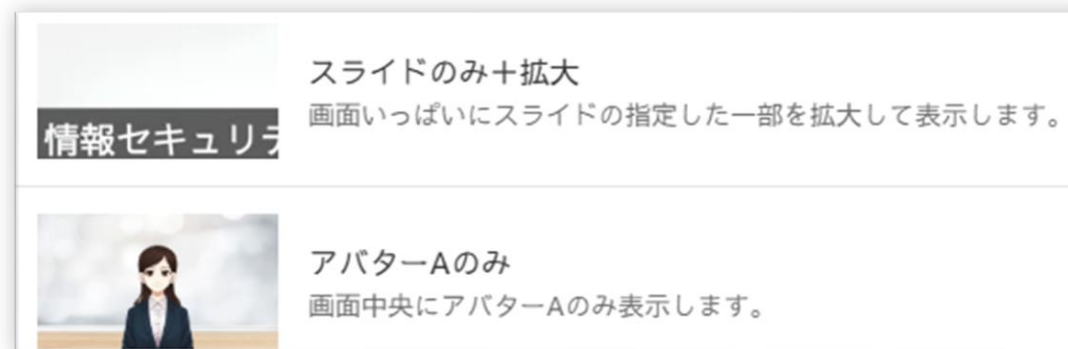 情報セキュリテ
スライドのみ＋拡大
画面いっぱいにスライドの指定した一部を拡大して表示します。
アバターAのみ
画面中央にアバターAのみ表示します。